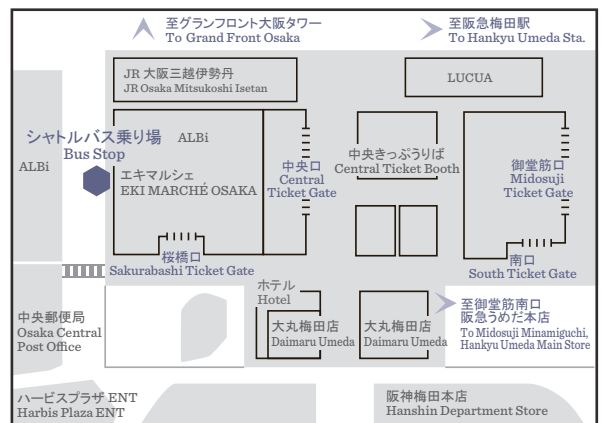 至グランフロント大阪タワー
To Grand Front Osaka
至阪急梅田駅
To Hankyu Umeda Sta.
JR 大阪三越伊勢丹
JR Osaka Mitsukoshi Isetan
LUCUA
シャトルバス乗り場
Bus Stop
ALBi
ALBi
エキマルシェ
EKI MARCHÉ OSAKA
中央口
Central
Ticket Gate
中央きっぷうりば
Central Ticket Booth
御堂筋口
Midosuji
Ticket Gate
桜橋口
Sakurabashi Ticket Gate
南口
South Ticket Gate
ホテル
Hotel
中央郵便局
Osaka Central
Post Office
大丸梅田店
Daimaru Umeda
大丸梅田店
Daimaru Umeda
至御堂筋南口
阪急うめだ本店
To Midosuji Minamiguchi,
Hankyu Umeda Main Store
ハービスプラザ ENT
Harbis Plaza ENT
阪神梅田本店
Hanshin Department Store